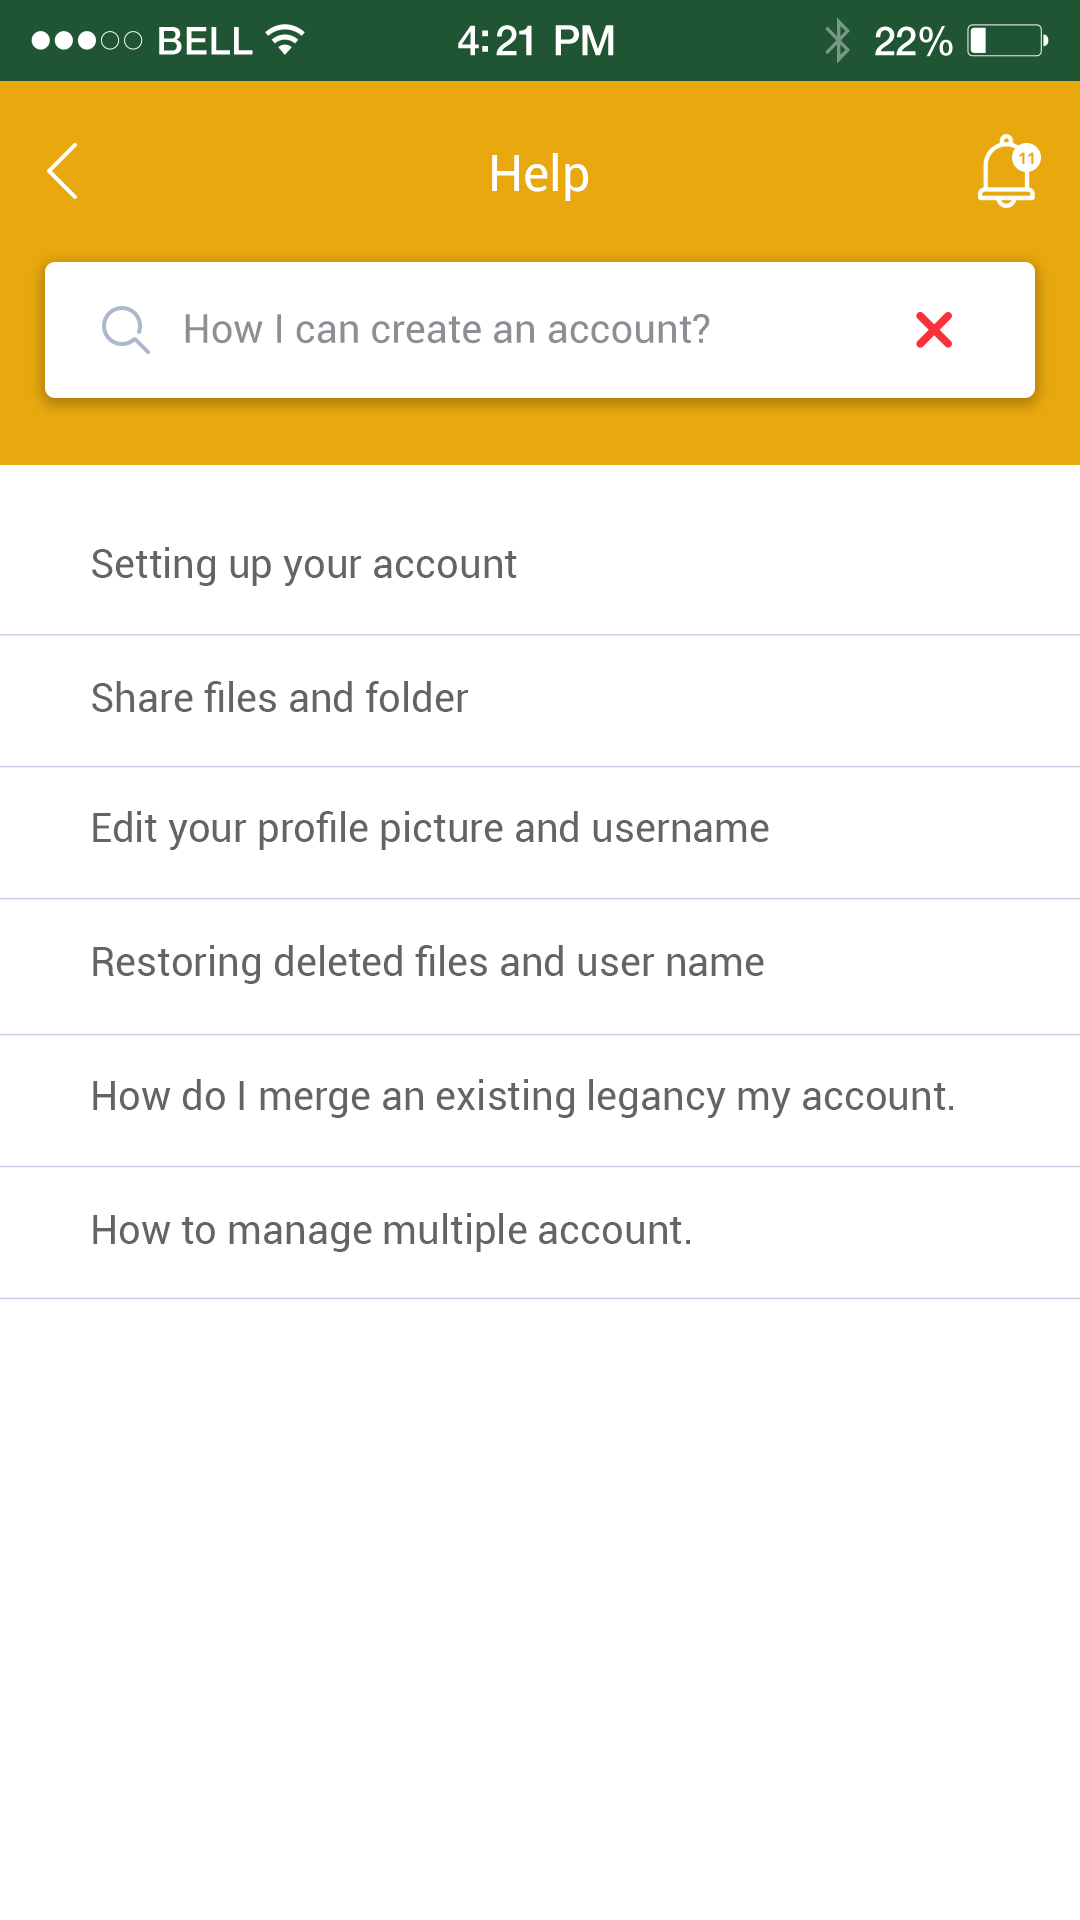 BELL 4:21 PM 22%
Help
11
How I can create an account?
Setting up your account
Share files and folder
Edit your profile picture and username
Restoring deleted files and user name
How do I merge an existing legancy my account.
How to manage multiple account.